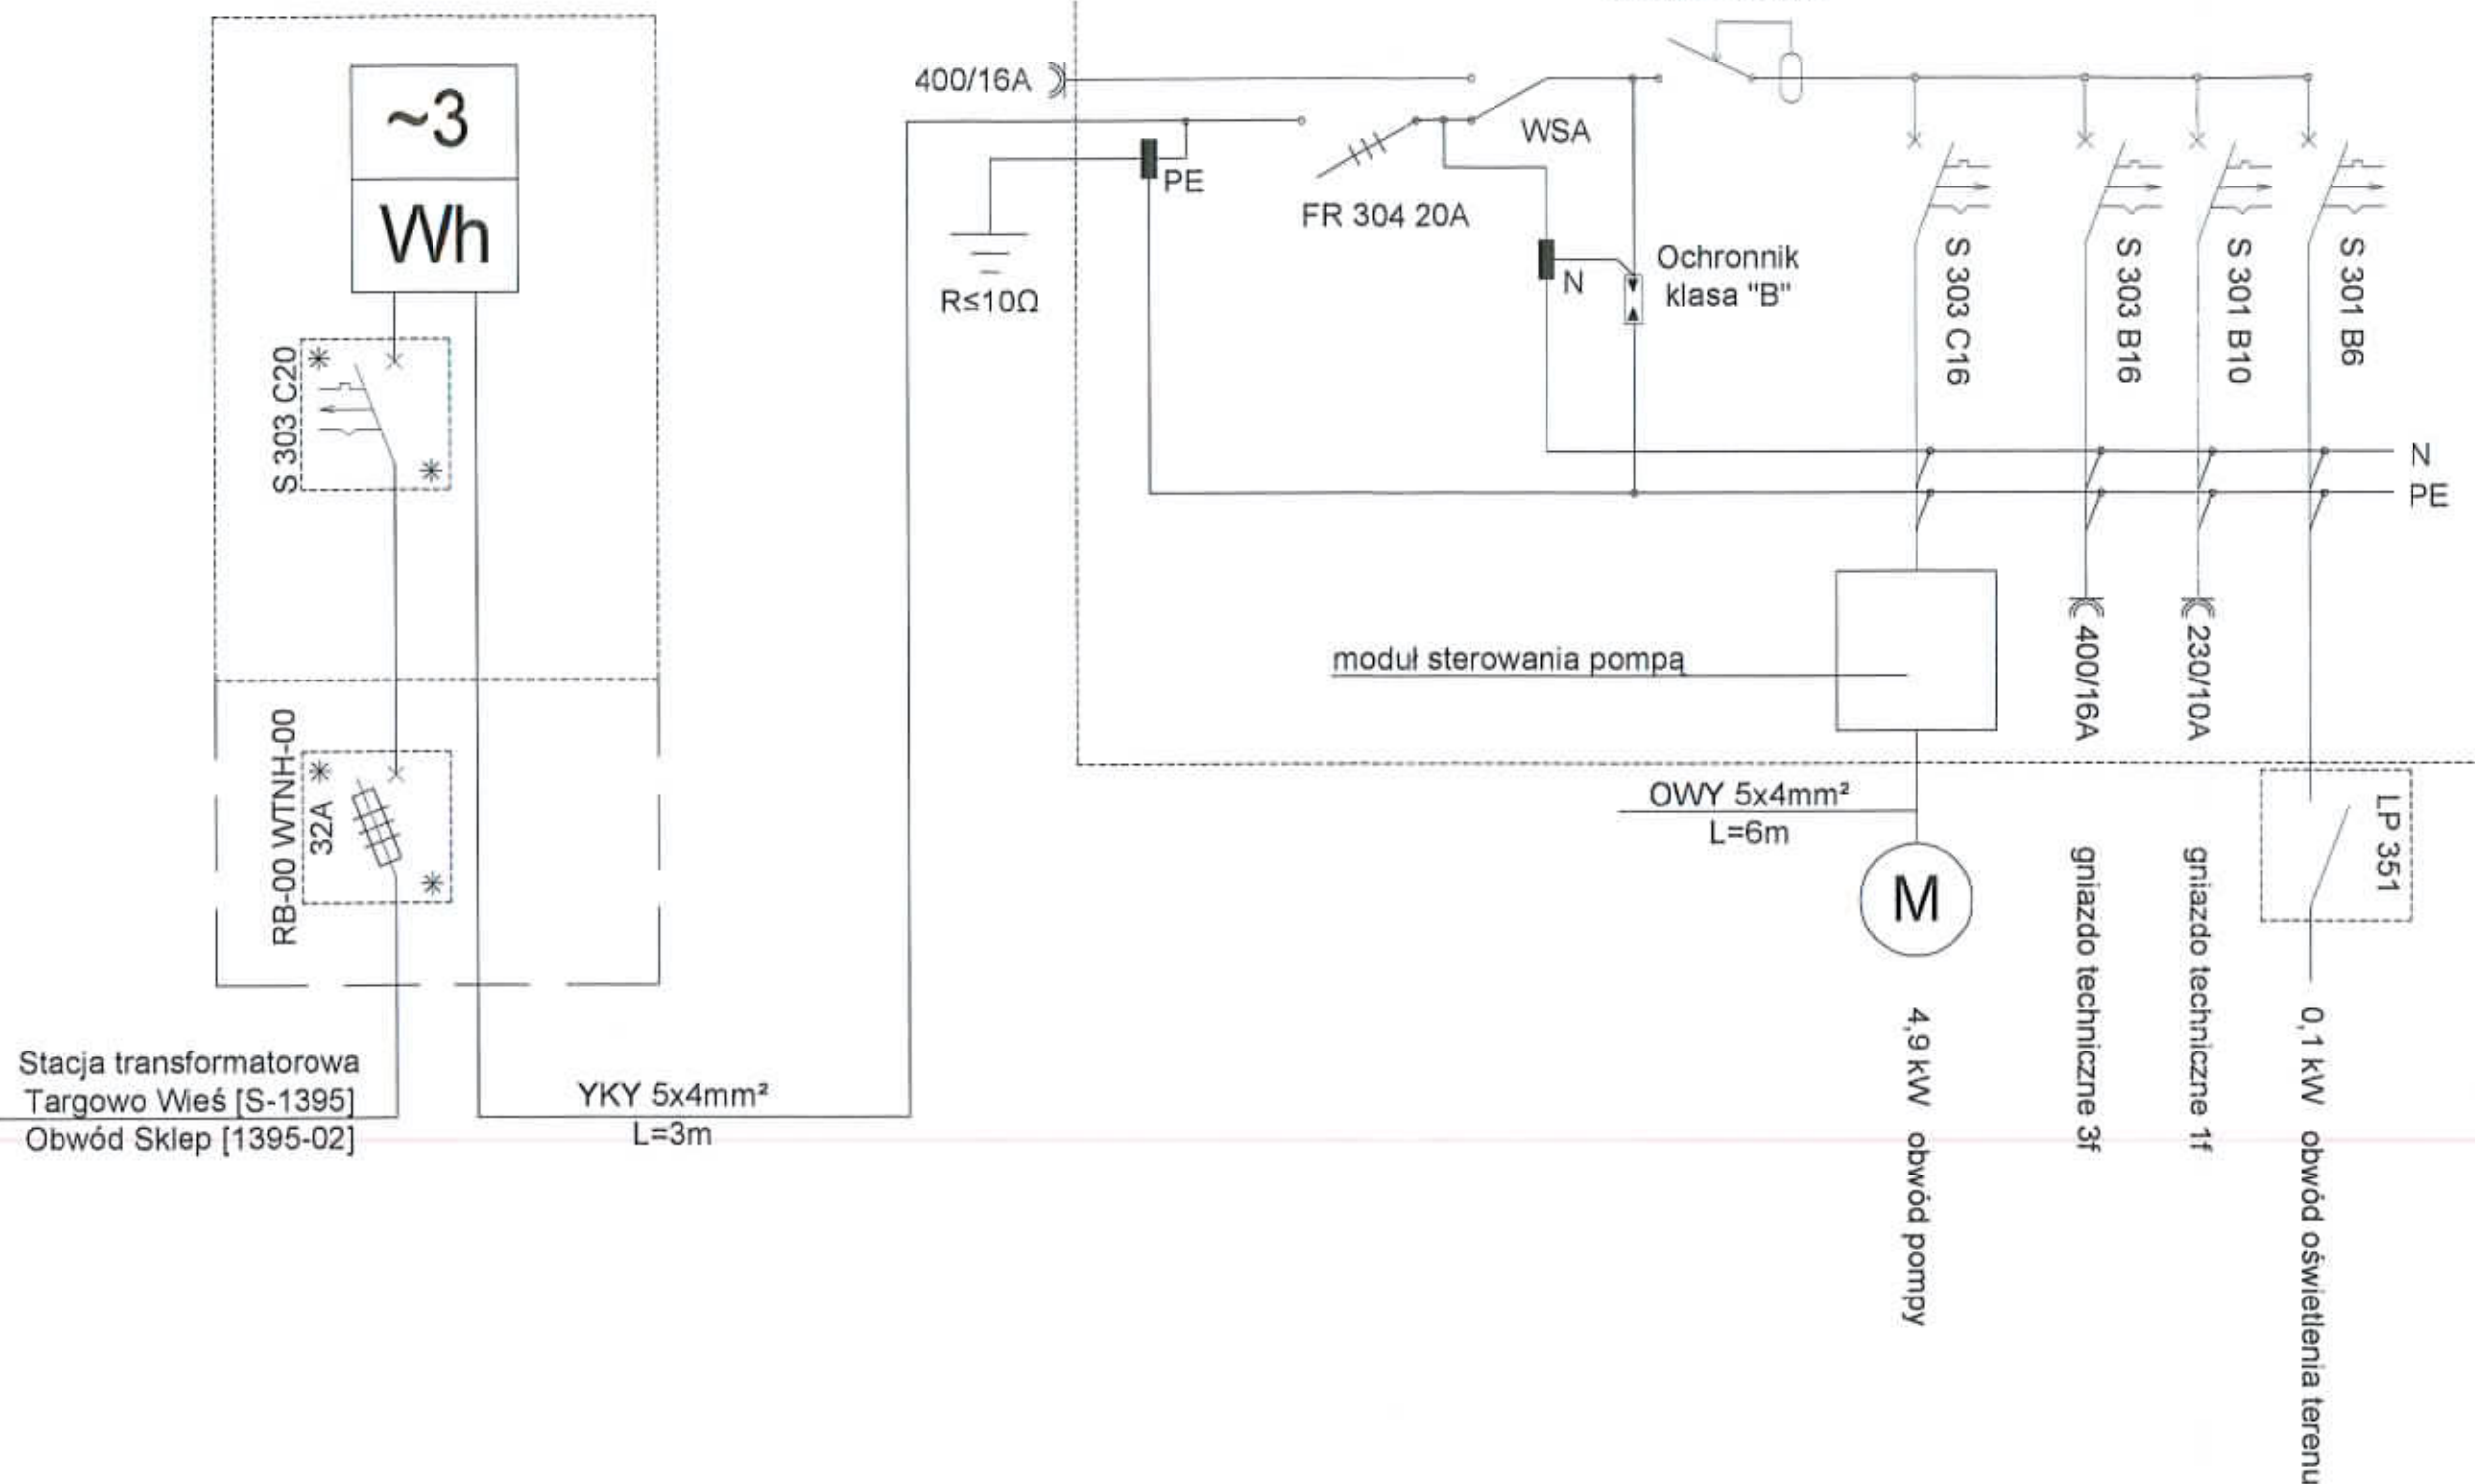 ~3
Wh
S 303 C20
RB-00 WTNH-00
32A
Stacja transformatorowa
Targowo Wieś [S-1395]
Obwód Sklep [1395-02]
YKY 5x4mm²
L=3m
400/16A
PE
R≤10Ω
FR 304 20A
WSA
N
Ochronnik
klasa "B"
S 303 C16
S 303 B16
S 301 B10
S 301 B6
N
PE
moduł sterowania pompą
400/16A
230/10A
OWY 5x4mm²
L=6m
M
LP 351
4,9 kW obwód pompy
gniazdo techniczne 3f
gniazdo techniczne 1f
0,1 kW obwód oświetlenia terenu